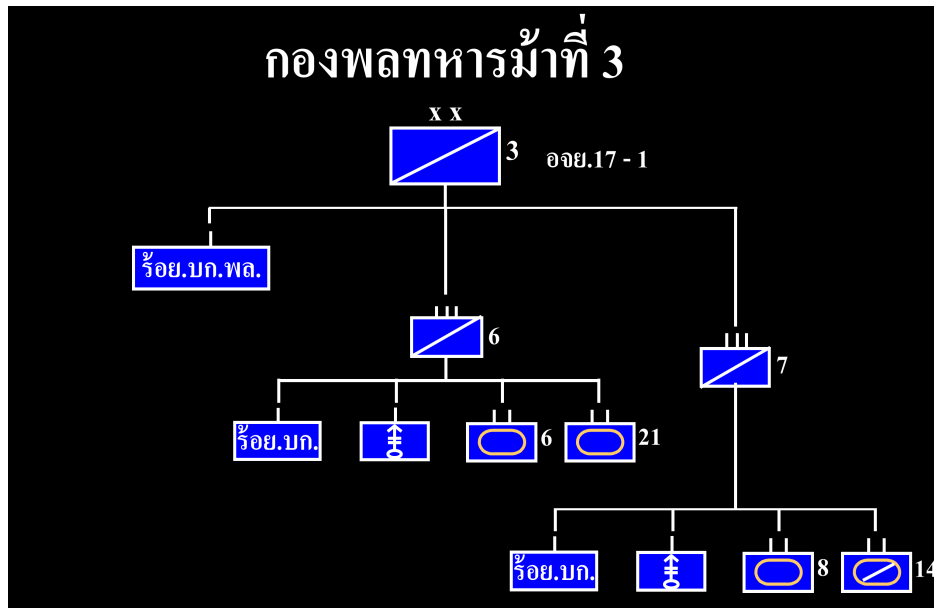 กองพลทหารม้าที่ 3
x x
3
อจย.17 - 1
ร้อย.บก.พล.
6
7
ร้อย.บก.
6
21
ร้อย.บก.
8
14